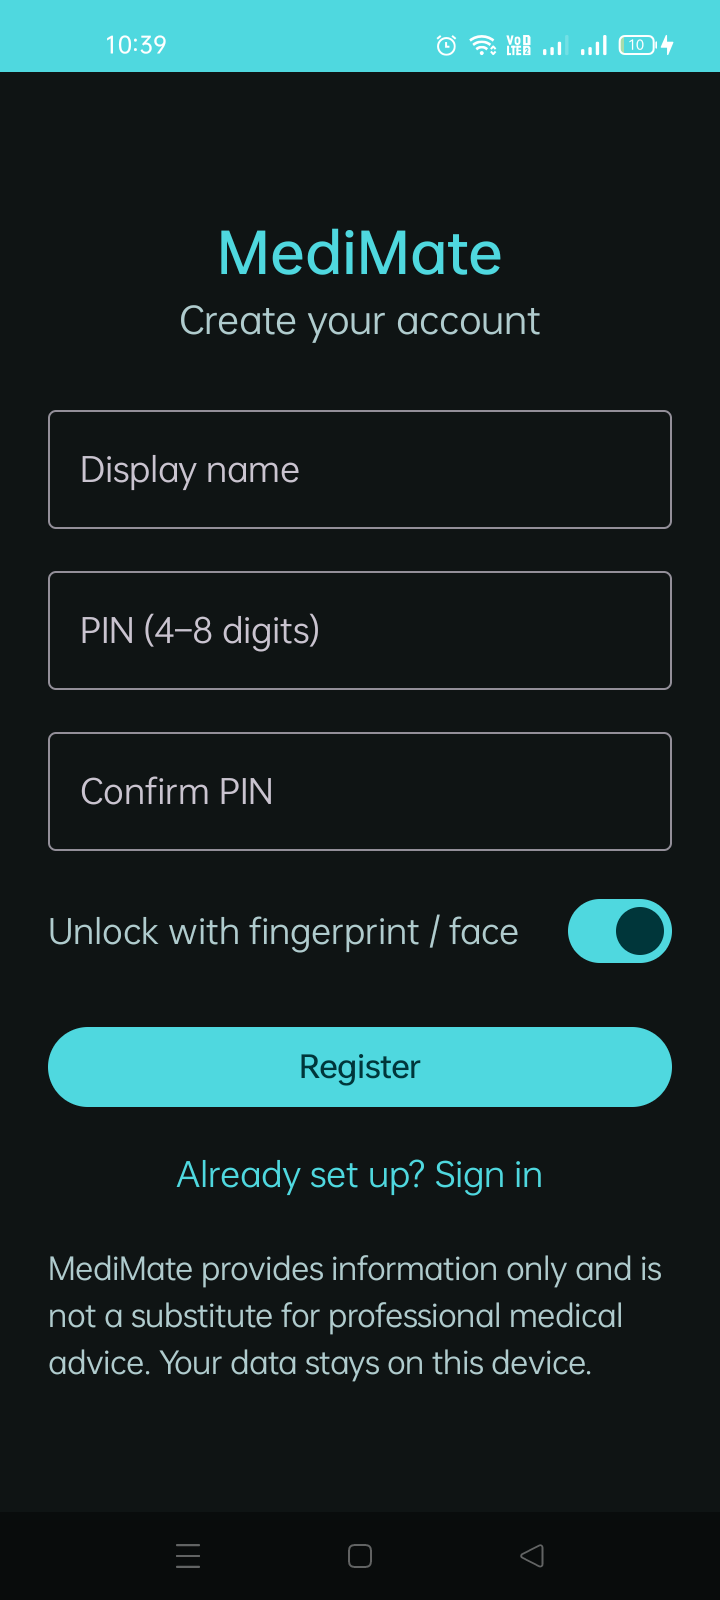 10:39
VoD LTE2
10
MediMate
Create your account
Display name
PIN (4–8 digits)
Confirm PIN
Unlock with fingerprint / face
Register
Already set up? Sign in
MediMate provides information only and is
not a substitute for professional medical
advice. Your data stays on this device.